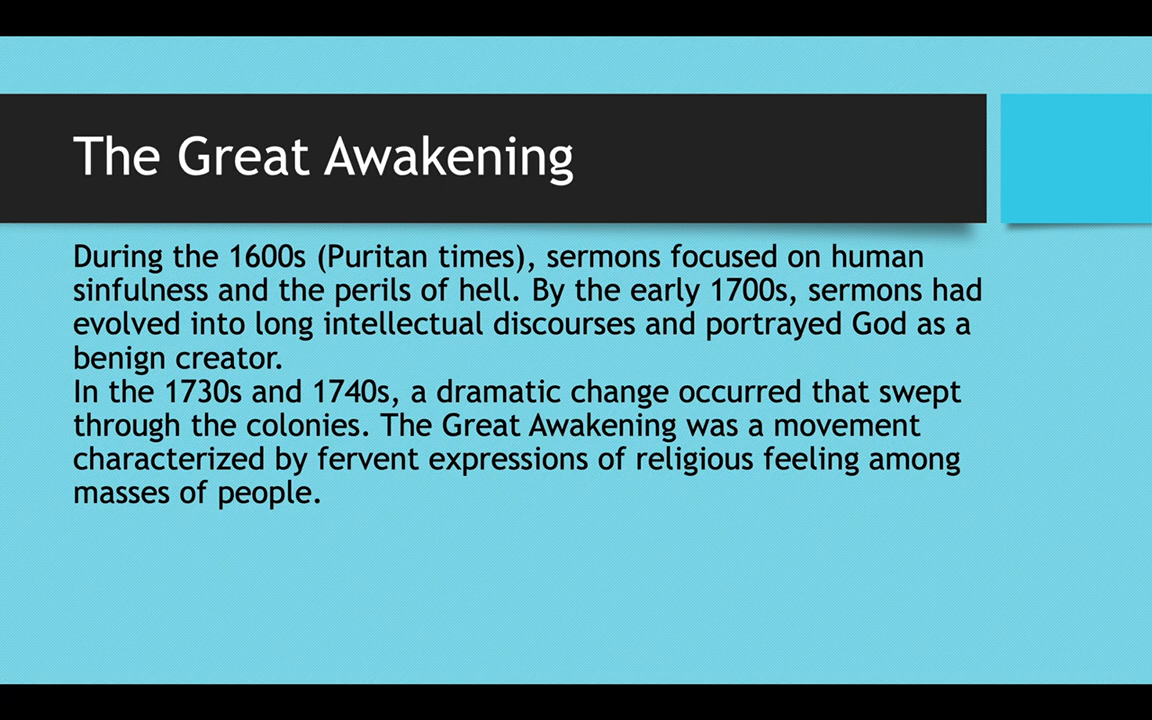 The Great Awakening
During the 1600s (Puritan times), sermons focused on human
sinfulness and the perils of hell. By the early 1700s, sermons had
evolved into long intellectual discourses and portrayed God as a
benign creator.
In the 1730s and 1740s, a dramatic change occurred that swept
through the colonies. The Great Awakening was a movement
characterized by fervent expressions of religious feeling among
masses of people.